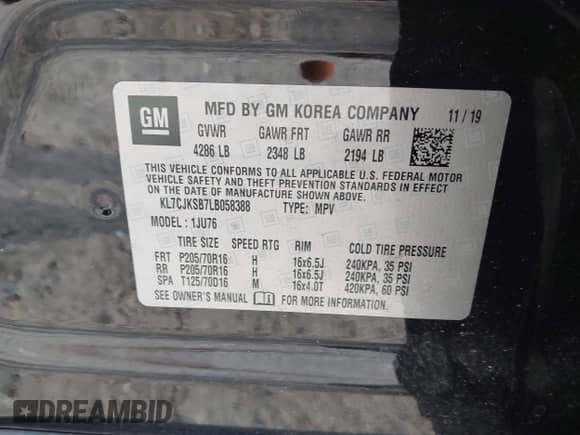 GM
MFD BY GM KOREA COMPANY 11/19
GVWR GAWR FRT GAWR RR
4286 LB 2348 LB 2194 LB
THIS VEHICLE CONFORMS TO ALL APPLICABLE U.S. FEDERAL MOTOR
VEHICLE SAFETY, BUMPER, AND THEFT PREVENTION STANDARDS IN EFFECT
ON THE DATE OF MANUFACTURE SHOWN ABOVE.
KL7CJKSB7LB058388 TYPE: MPV
MODEL: 1JU76
TIRE SIZE SPEED RTG RIM COLD TIRE PRESSURE
FRT P205/70R16 H 16x6.5J 240KPA, 35 PSI
RR P205/70R16 H 16x6.5J 240KPA, 35 PSI
SPA T125/70D16 M 16x4.0T 420KPA, 60 PSI
SEE OWNER'S MANUAL FOR MORE INFORMATION.
DREAMBID